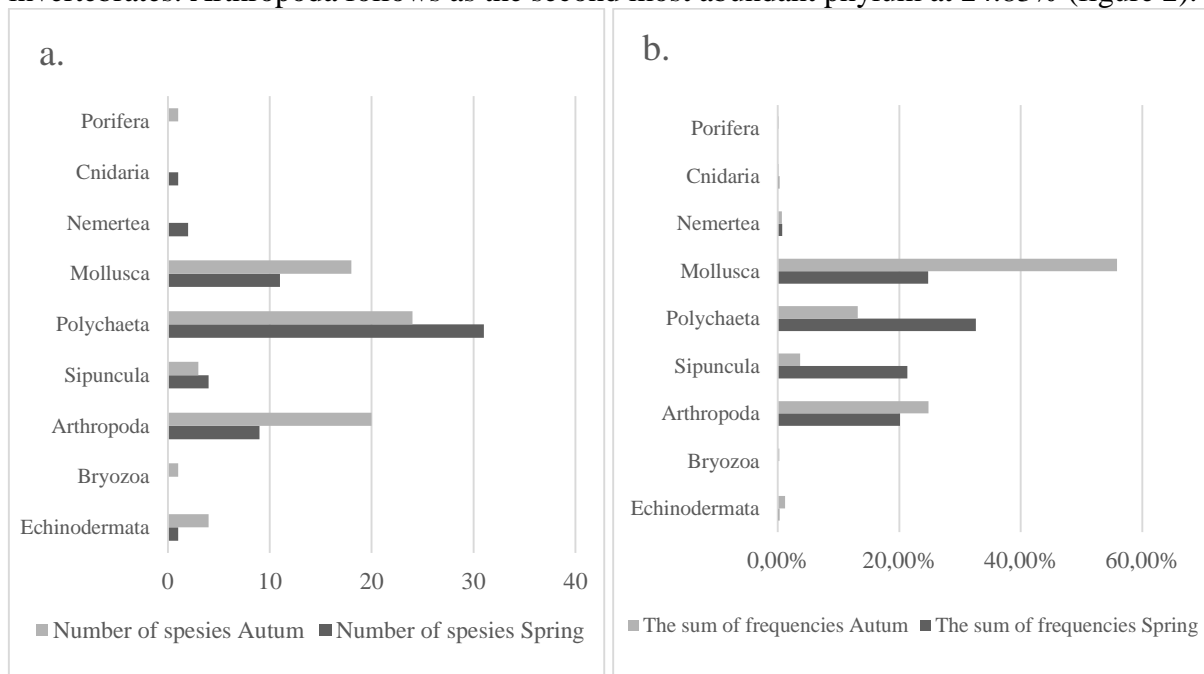 invertebrates. Arthropoda follows as the second most abundant phylum at 24.83% (figure 2).
a.
Porifera
Cnidaria
Nemertea
Mollusca
Polychaeta
Sipuncula
Arthropoda
Bryozoa
Echinodermata
0 10 20 30 40
Number of spesies Autum Number of spesies Spring
b.
Porifera
Cnidaria
Nemertea
Mollusca
Polychaeta
Sipuncula
Arthropoda
Bryozoa
Echinodermata
0,00% 20,00% 40,00% 60,00%
The sum of frequencies Autum The sum of frequencies Spring